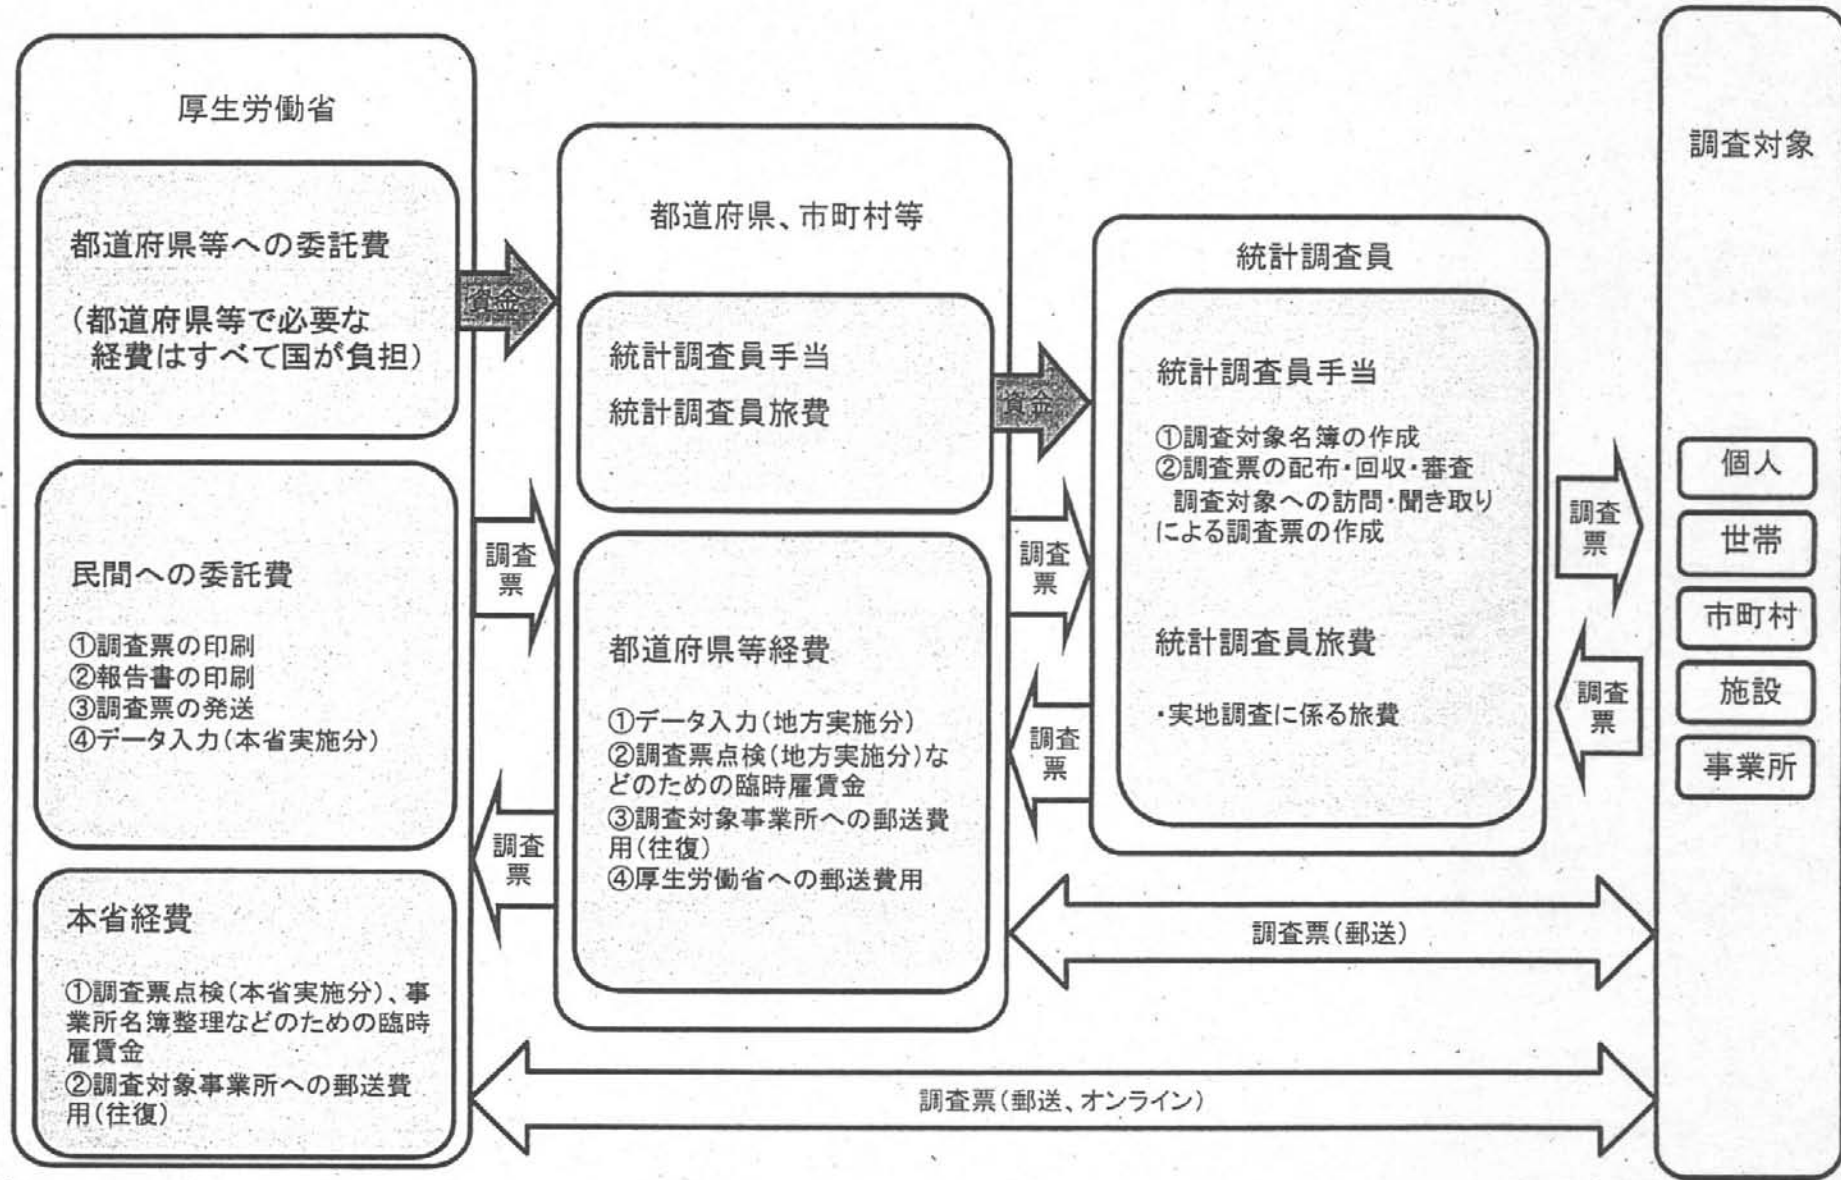 厚生労働省
都道府県等への委託費
(都道府県等で必要な
経費はすべて国が負担)
資金
民間への委託費
①調査票の印刷
②報告書の印刷
③調査票の発送
④データ入力(本省実施分)
調査
票
調査
票
本省経費
①調査票点検(本省実施分)、事
業所名簿整理などのための臨時
雇賃金
②調査対象事業所への郵送費
用(往復)
都道府県、市町村等
統計調査員手当
統計調査員旅費
資金
都道府県等経費
①データ入力(地方実施分)
②調査票点検(地方実施分)な
どのための臨時雇賃金
③調査対象事業所への郵送費
用(往復)
④厚生労働省への郵送費用
調査
票
調査
票
統計調査員
統計調査員手当
①調査対象名簿の作成
②調査票の配布・回収・審査
調査対象への訪問・聞き取り
による調査票の作成
統計調査員旅費
・実地調査に係る旅費
調査
票
調査
票
調査対象
個人
世帯
市町村
施設
事業所
調査票(郵送)
調査票(郵送、オンライン)